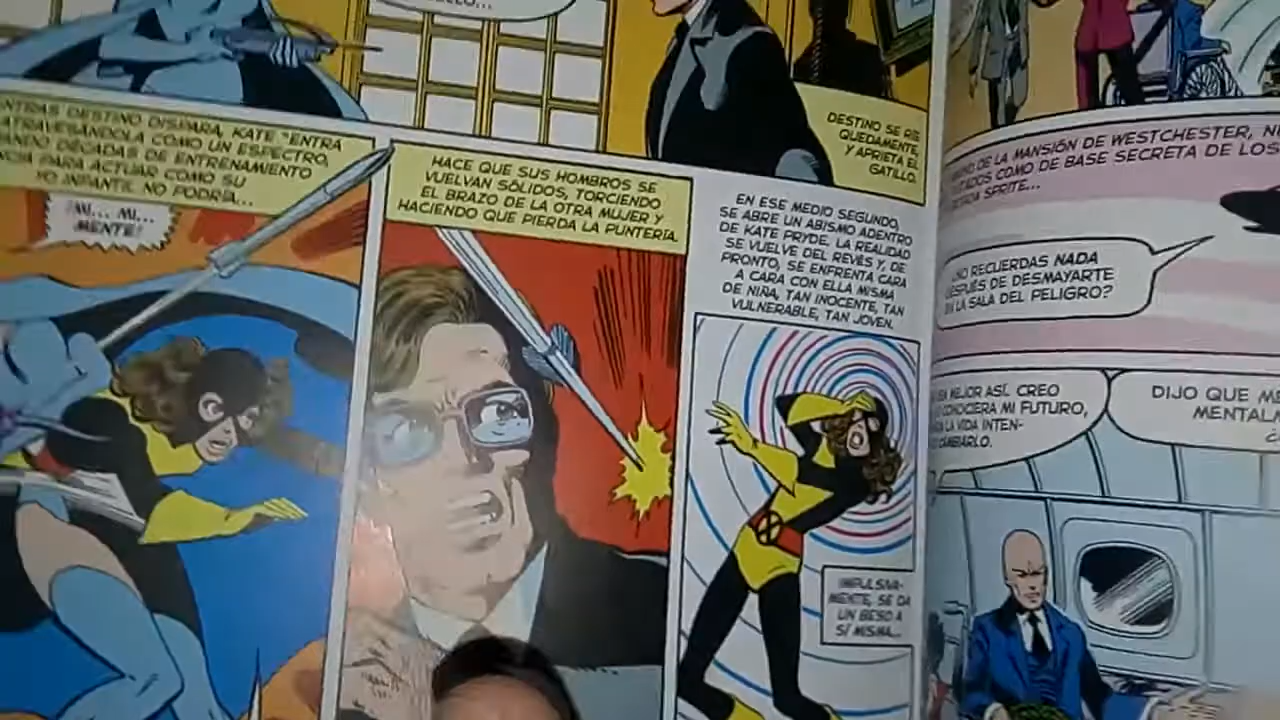 DESTINO SE RÍE
QUEDAMENTE,
Y APRIETA EL
GATILLO.
DESTINO DISPARA, KATE "ENTRA
ATRAVESÁNDOLA COMO UN ESPECTRO,
DÉCADAS DE ENTRENAMIENTO
PARA ACTUAR COMO SU
YO INFANTIL NO PODRÍA...
¡MI... MI...
MENTE!
HACE QUE SUS HOMBROS SE
VUELVAN SÓLIDOS, TORCIENDO
EL BRAZO DE LA OTRA MUJER Y
HACIENDO QUE PIERDA LA PUNTERÍA.
EN ESE MEDIO SEGUNDO,
SE ABRE UN ABISMO ADENTRO
DE KATE PRYDE. LA REALIDAD
SE VUELVE DEL REVÉS Y, DE
PRONTO, SE ENFRENTA CARA
A CARA CON ELLA MISMA
DE NIÑA, TAN INOCENTE, TAN
VULNERABLE, TAN JOVEN.
IMPULSIVA-
MENTE, SE DA
UN BESO A
SÍ MISMA...
DE LA MANSIÓN DE WESTCHESTER,
COMO DE BASE SECRETA DE LOS
SPRITE...
RECUERDAS NADA
DESPUÉS DE DESMAYARTE
EN LA SALA DEL PELIGRO?
MEJOR ASÍ. CREO
CONOCIERA MI FUTURO,
LA VIDA INTEN-
CAMBIARLO.
DIJO QUE